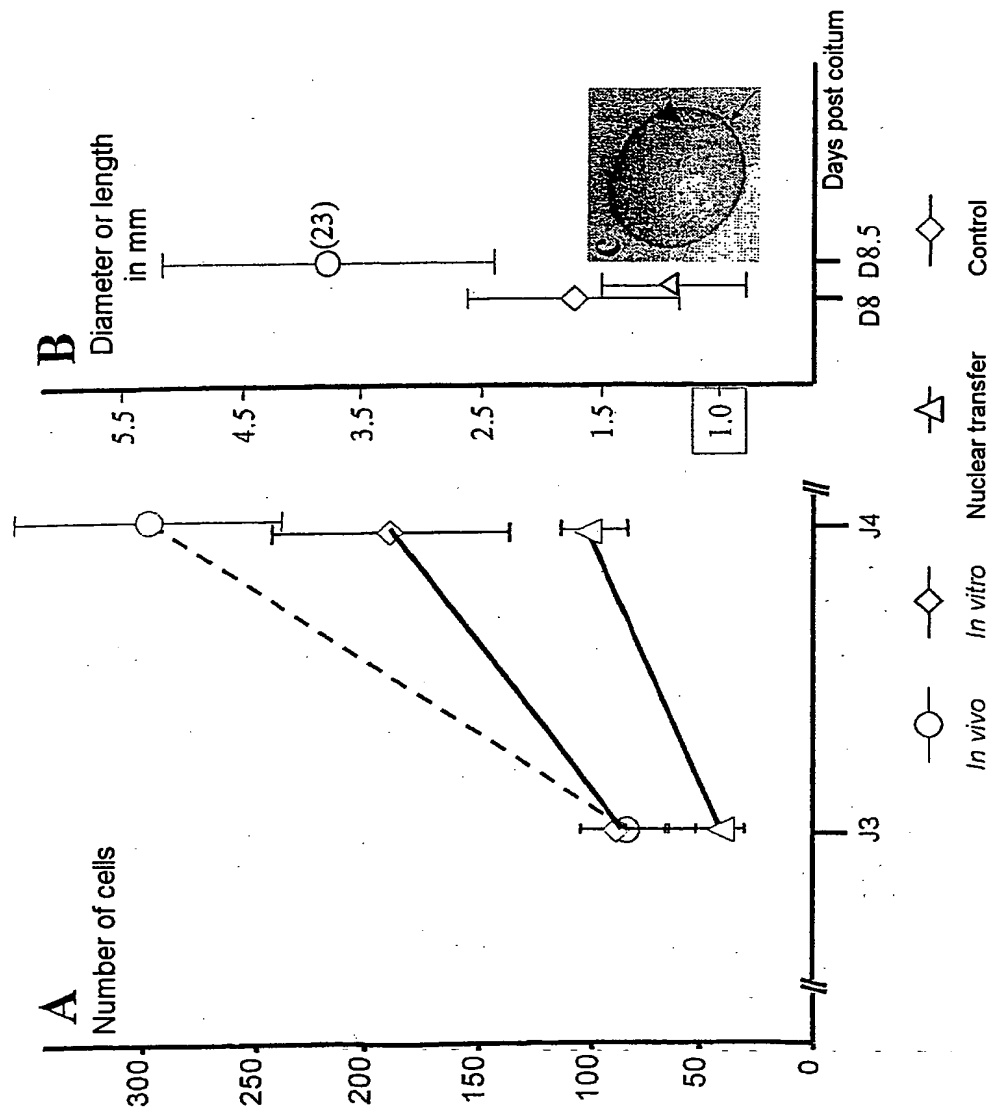 A
Number of cells
300
250
200
150
100
50
0
J3
J4
B
Diameter or length
in mm
5.5
4.5
3.5
2.5
1.5
1.0
(23)
C
D8 D8.5
Days post coitum
In vivo
In vitro
Nuclear transfer
Control